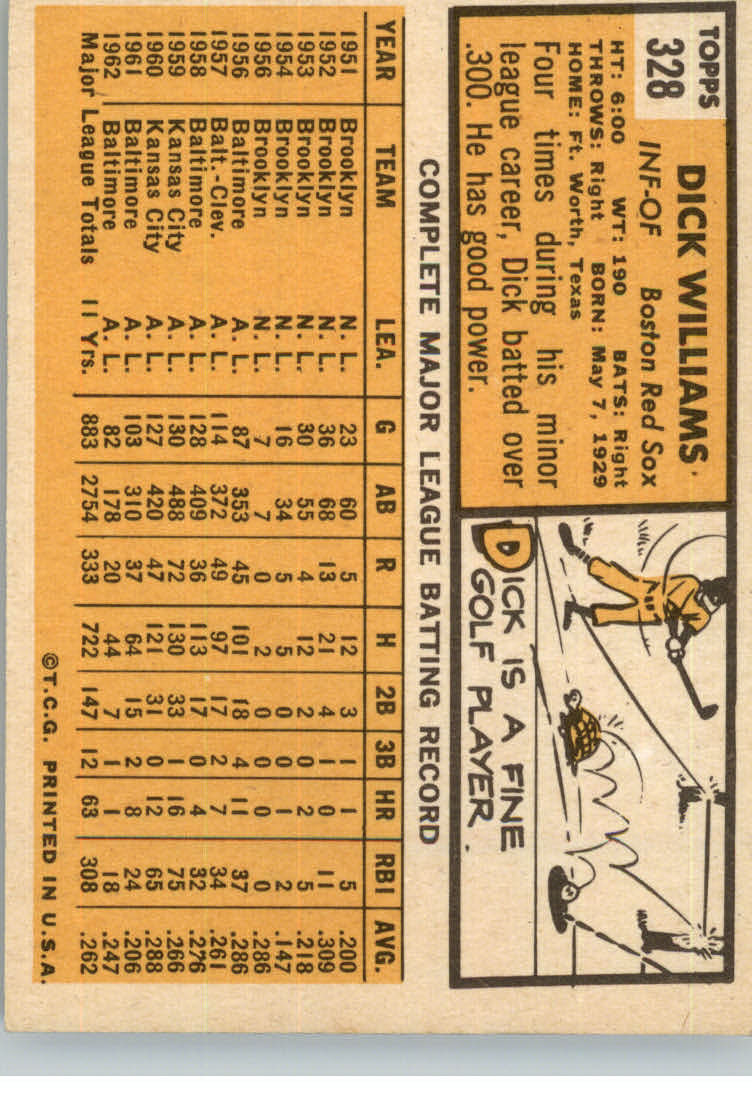 TOPPS
328
DICK WILLIAMS
INF-OF Boston Red Sox
HT: 6:00 WT: 190 BATS: Right
THROWS: Right BORN: May 7, 1929
HOME: Ft. Worth, Texas
Four times during his minor
league career, Dick batted over
.300. He has good power.
DICK IS A FINE
GOLF PLAYER.
COMPLETE MAJOR LEAGUE BATTING RECORD
YEAR TEAM LEA. G AB R H 2B 3B HR RBI AVG.
1951 Brooklyn N. L. 23 60 5 12 3 1 1 5 .200
1952 Brooklyn N. L. 36 68 13 21 4 1 0 11 .309
1953 Brooklyn N. L. 30 55 4 12 2 0 2 5 .218
1954 Brooklyn N. L. 16 34 5 5 0 0 1 2 .147
1956 Brooklyn N. L. 7 7 0 2 0 0 0 0 .286
1956 Baltimore A. L. 87 353 45 101 18 4 11 37 .286
1957 Balt.-Clev. A. L. 114 372 49 97 17 2 7 34 .261
1958 Baltimore A. L. 128 409 36 113 17 0 4 32 .276
1959 Kansas City A. L. 130 488 72 130 33 1 16 75 .266
1960 Kansas City A. L. 127 420 47 121 31 0 12 65 .288
1961 Baltimore A. L. 103 310 37 64 15 2 8 24 .206
1962 Baltimore A. L. 82 178 20 44 7 1 1 18 .247
Major League Totals 11 Yrs. 883 2754 333 722 147 12 63 308 .262
©T.C.G. PRINTED IN U.S.A.